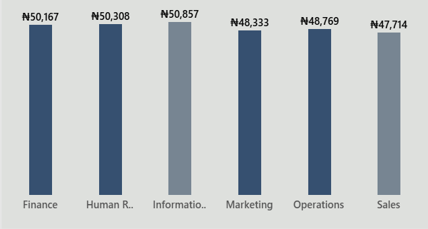 ₦50,167
₦50,308
₦50,857
₦48,333
₦48,769
₦47,714
Finance
Human R..
Informatio..
Marketing
Operations
Sales